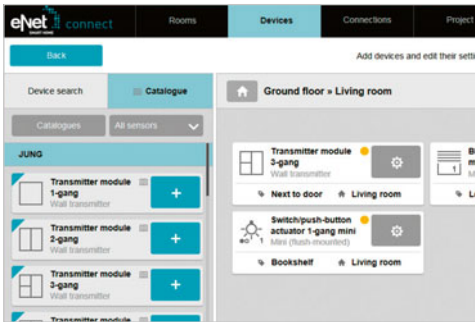 eNet connect
SMART HOME
Rooms
Devices
Connections
Project
Back
Add devices and edit their
Device search
Catalogue
Ground floor » Living room
Catalogues
All sensors
JUNG
Transmitter module
1-gang
Wall transmitter
+
Transmitter module
2-gang
Wall transmitter
+
Transmitter module
3-gang
Wall transmitter
+
Transmitter module
Transmitter module
3-gang
Wall transmitter
Next to door
Living room
Switch/push-button
actuator 1-gang mini
Mini (flush-mounted)
1
Bookshelf
Living room
1